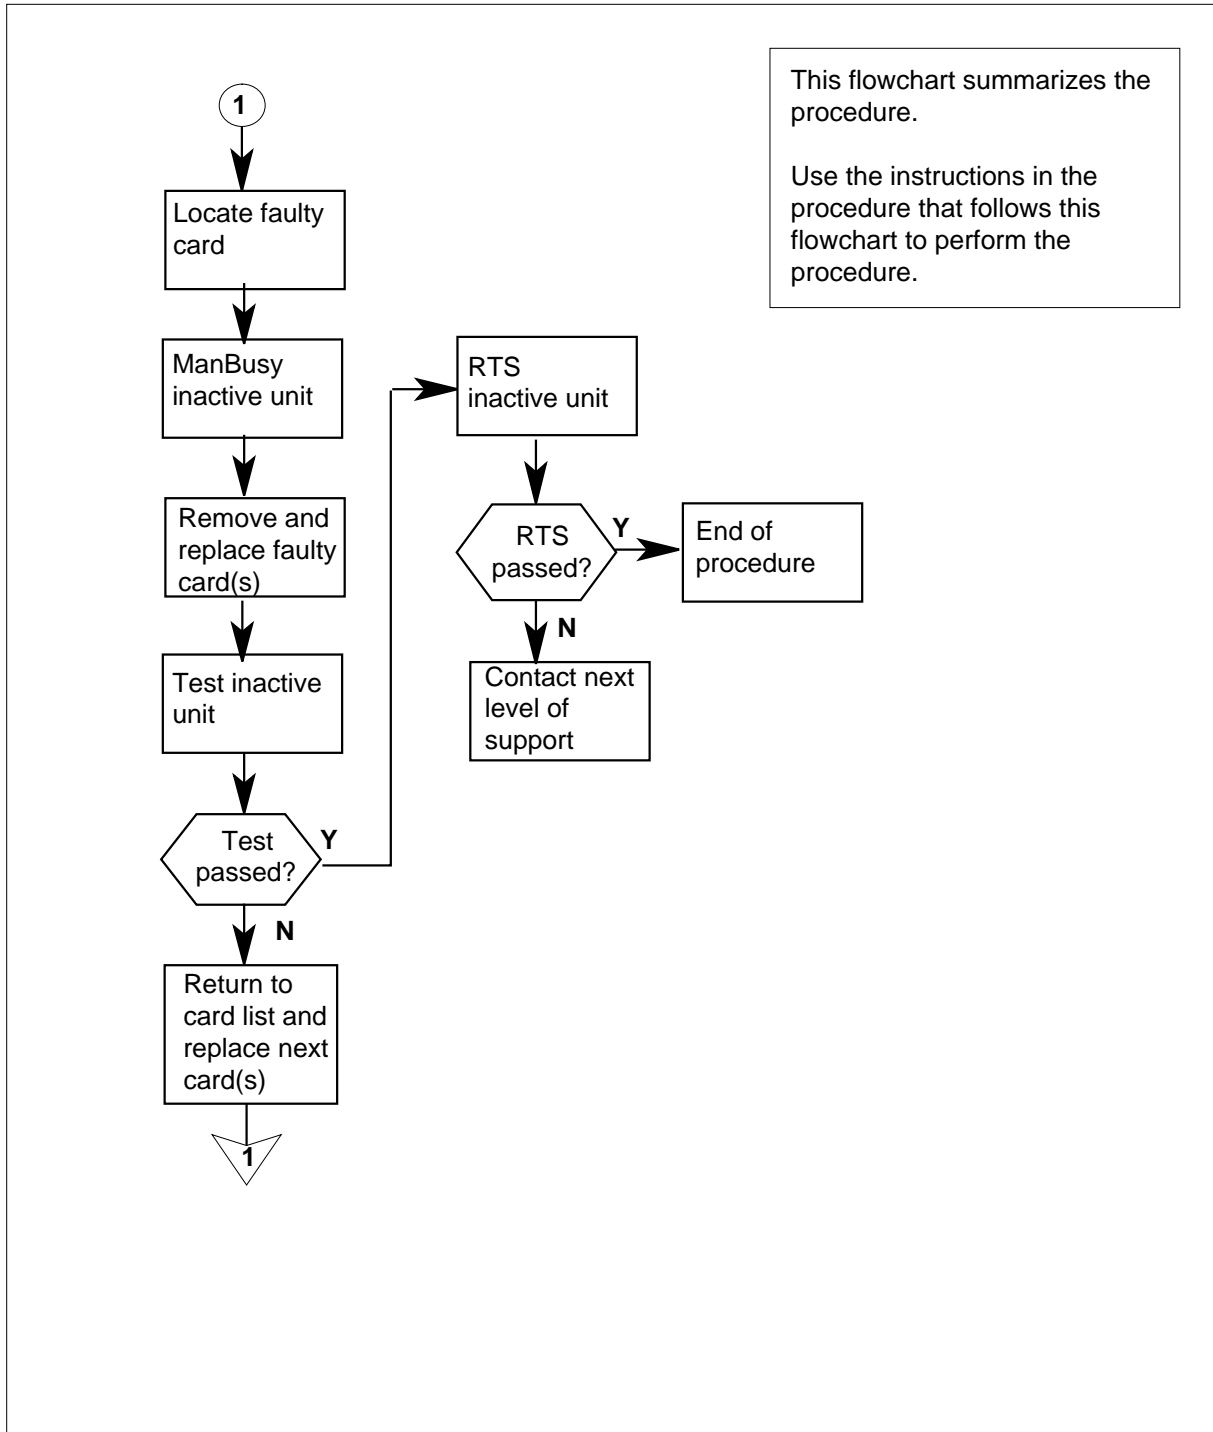 This flowchart summarizes the
procedure.
Use the instructions in the
procedure that follows this
flowchart to perform the
procedure.
1
Locate faulty
card
ManBusy
inactive unit
Remove and
replace faulty
card(s)
Test inactive
unit
Test
passed?
Y
N
Return to
card list and
replace next
card(s)
1
RTS
inactive unit
RTS
passed?
Y
End of
procedure
N
Contact next
level of
support